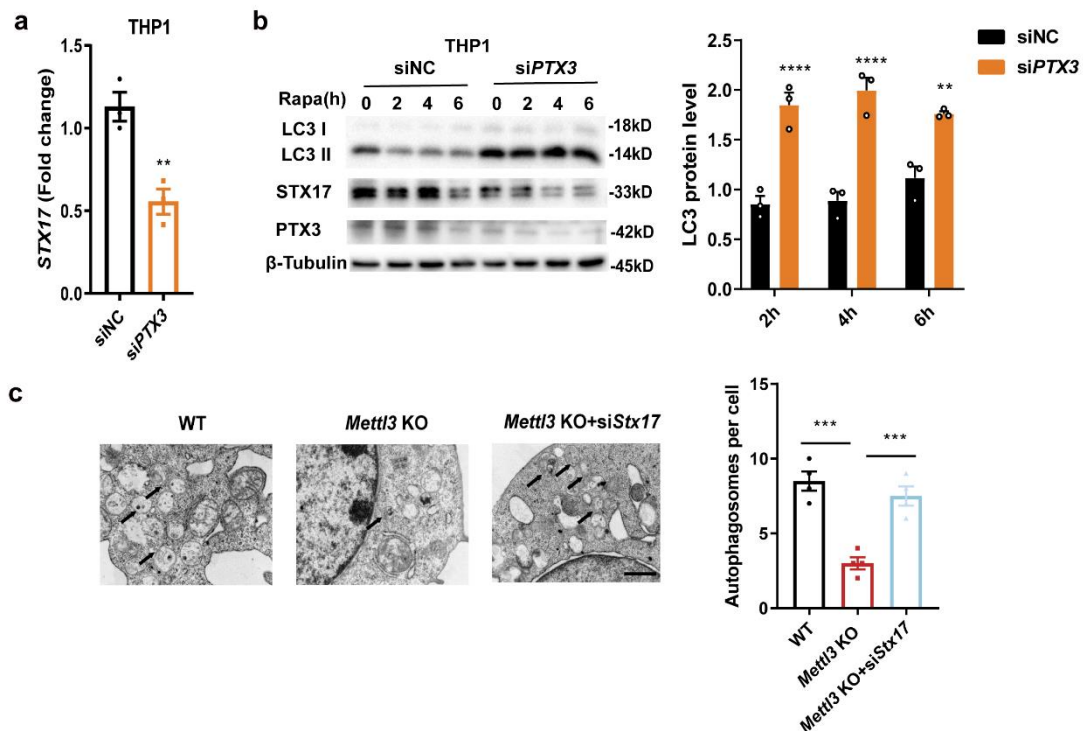 a
THP1
STX17 (Fold change)
1.5
1.0
0.5
0.0
**
siNC
siPTX3
b
THP1
siNC siPTX3
Rapa(h) 0 2 4 6 0 2 4 6
LC3 I -18kD
LC3 II -14kD
STX17 -33kD
PTX3 -42kD
β-Tubulin -45kD
LC3 protein level
2.5
2.0
1.5
1.0
0.5
0.0
**** **** **
2h 4h 6h
siNC
siPTX3
c
WT Mettl3 KO Mettl3 KO+siStx17
Autophagosomes per cell
15
10
5
0
*** ***
WT
Mettl3 KO
Mettl3 KO+siStx17